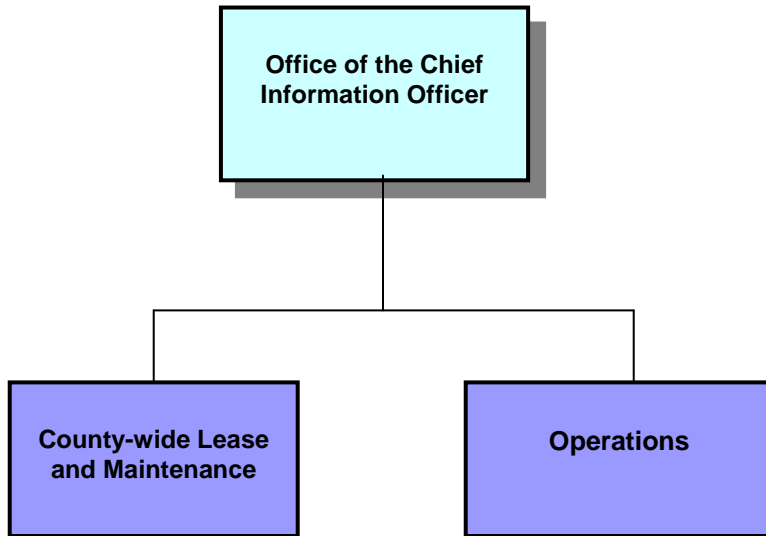 Office of the Chief
Information Officer
County-wide Lease
and Maintenance
Operations